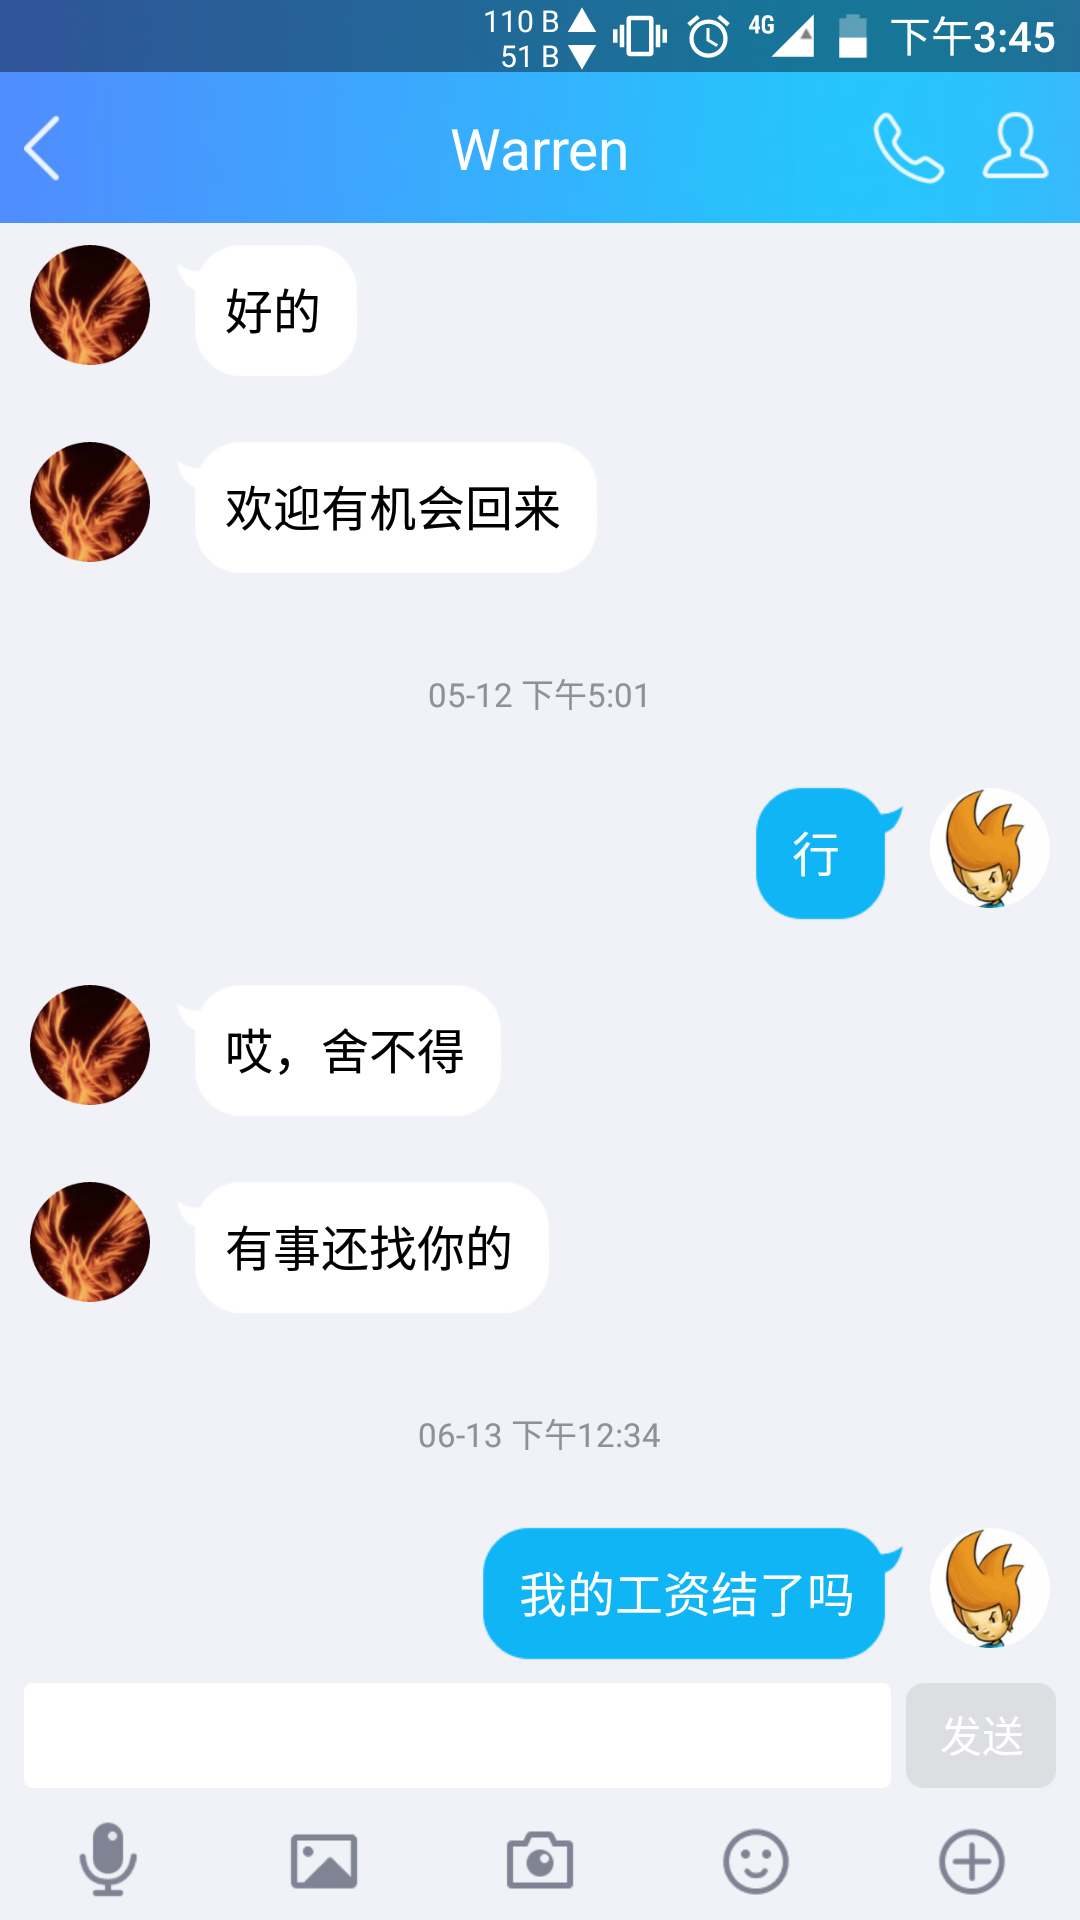 110 B
51 B
4G
下午3:45
Warren
好的
欢迎有机会回来
05-12 下午5:01
行
哎，舍不得
有事还找你的
06-13 下午12:34
我的工资结了吗
发送